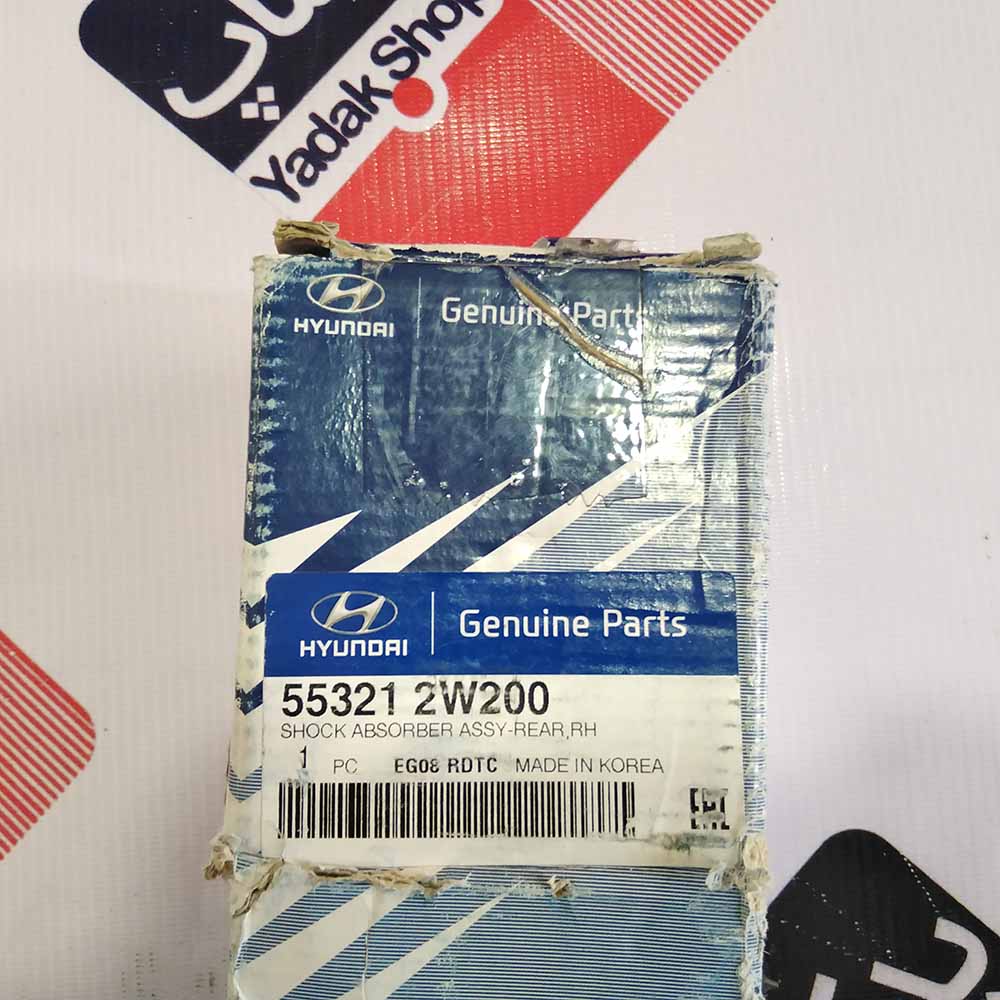 Yadak Shop
HYUNDAI
Genuine Parts
HYUNDAI
Genuine Parts
55321 2W200
SHOCK ABSORBER ASSY-REAR,RH
1 PC EG08 RDTC MADE IN KOREA
EAC